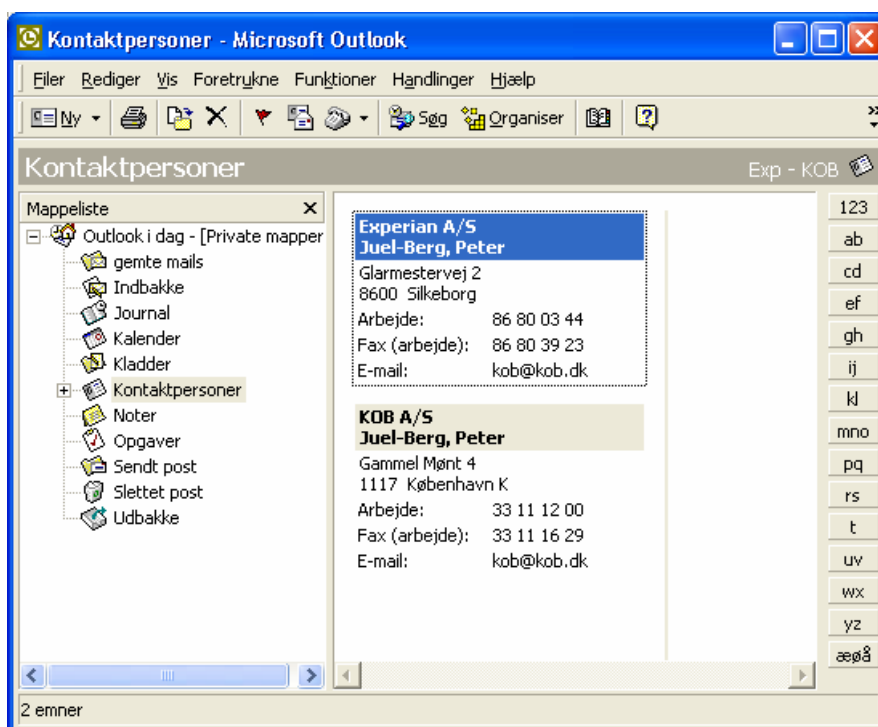 Kontaktpersoner - Microsoft Outlook
Filer Rediger Vis Foretrukne Funktioner Handlinger Hjælp
Ny Søg Organiser
Kontaktpersoner Exp - KOB
Mappeliste
Outlook i dag - [Private mapper
gemte mails
Indbakke
Journal
Kalender
Kladder
Kontaktpersoner
Noter
Opgaver
Sendt post
Slettet post
Udbakke
Experian A/S
Juel-Berg, Peter
Glarmestervej 2
8600 Silkeborg
Arbejde: 86 80 03 44
Fax (arbejde): 86 80 39 23
E-mail: kob@kob.dk
KOB A/S
Juel-Berg, Peter
Gammel Mønt 4
1117 København K
Arbejde: 33 11 12 00
Fax (arbejde): 33 11 16 29
E-mail: kob@kob.dk
123
ab
cd
ef
gh
ij
kl
mno
pq
rs
t
uv
wx
yz
æøå
2 emner